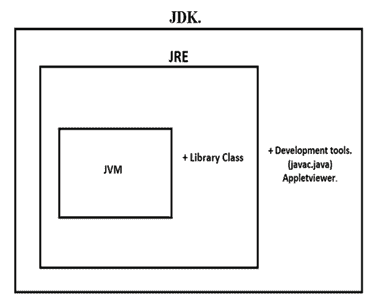 JDK.
JRE
JVM
+ Library Class
+ Development tools.
(javac.java)
Appletviewer.